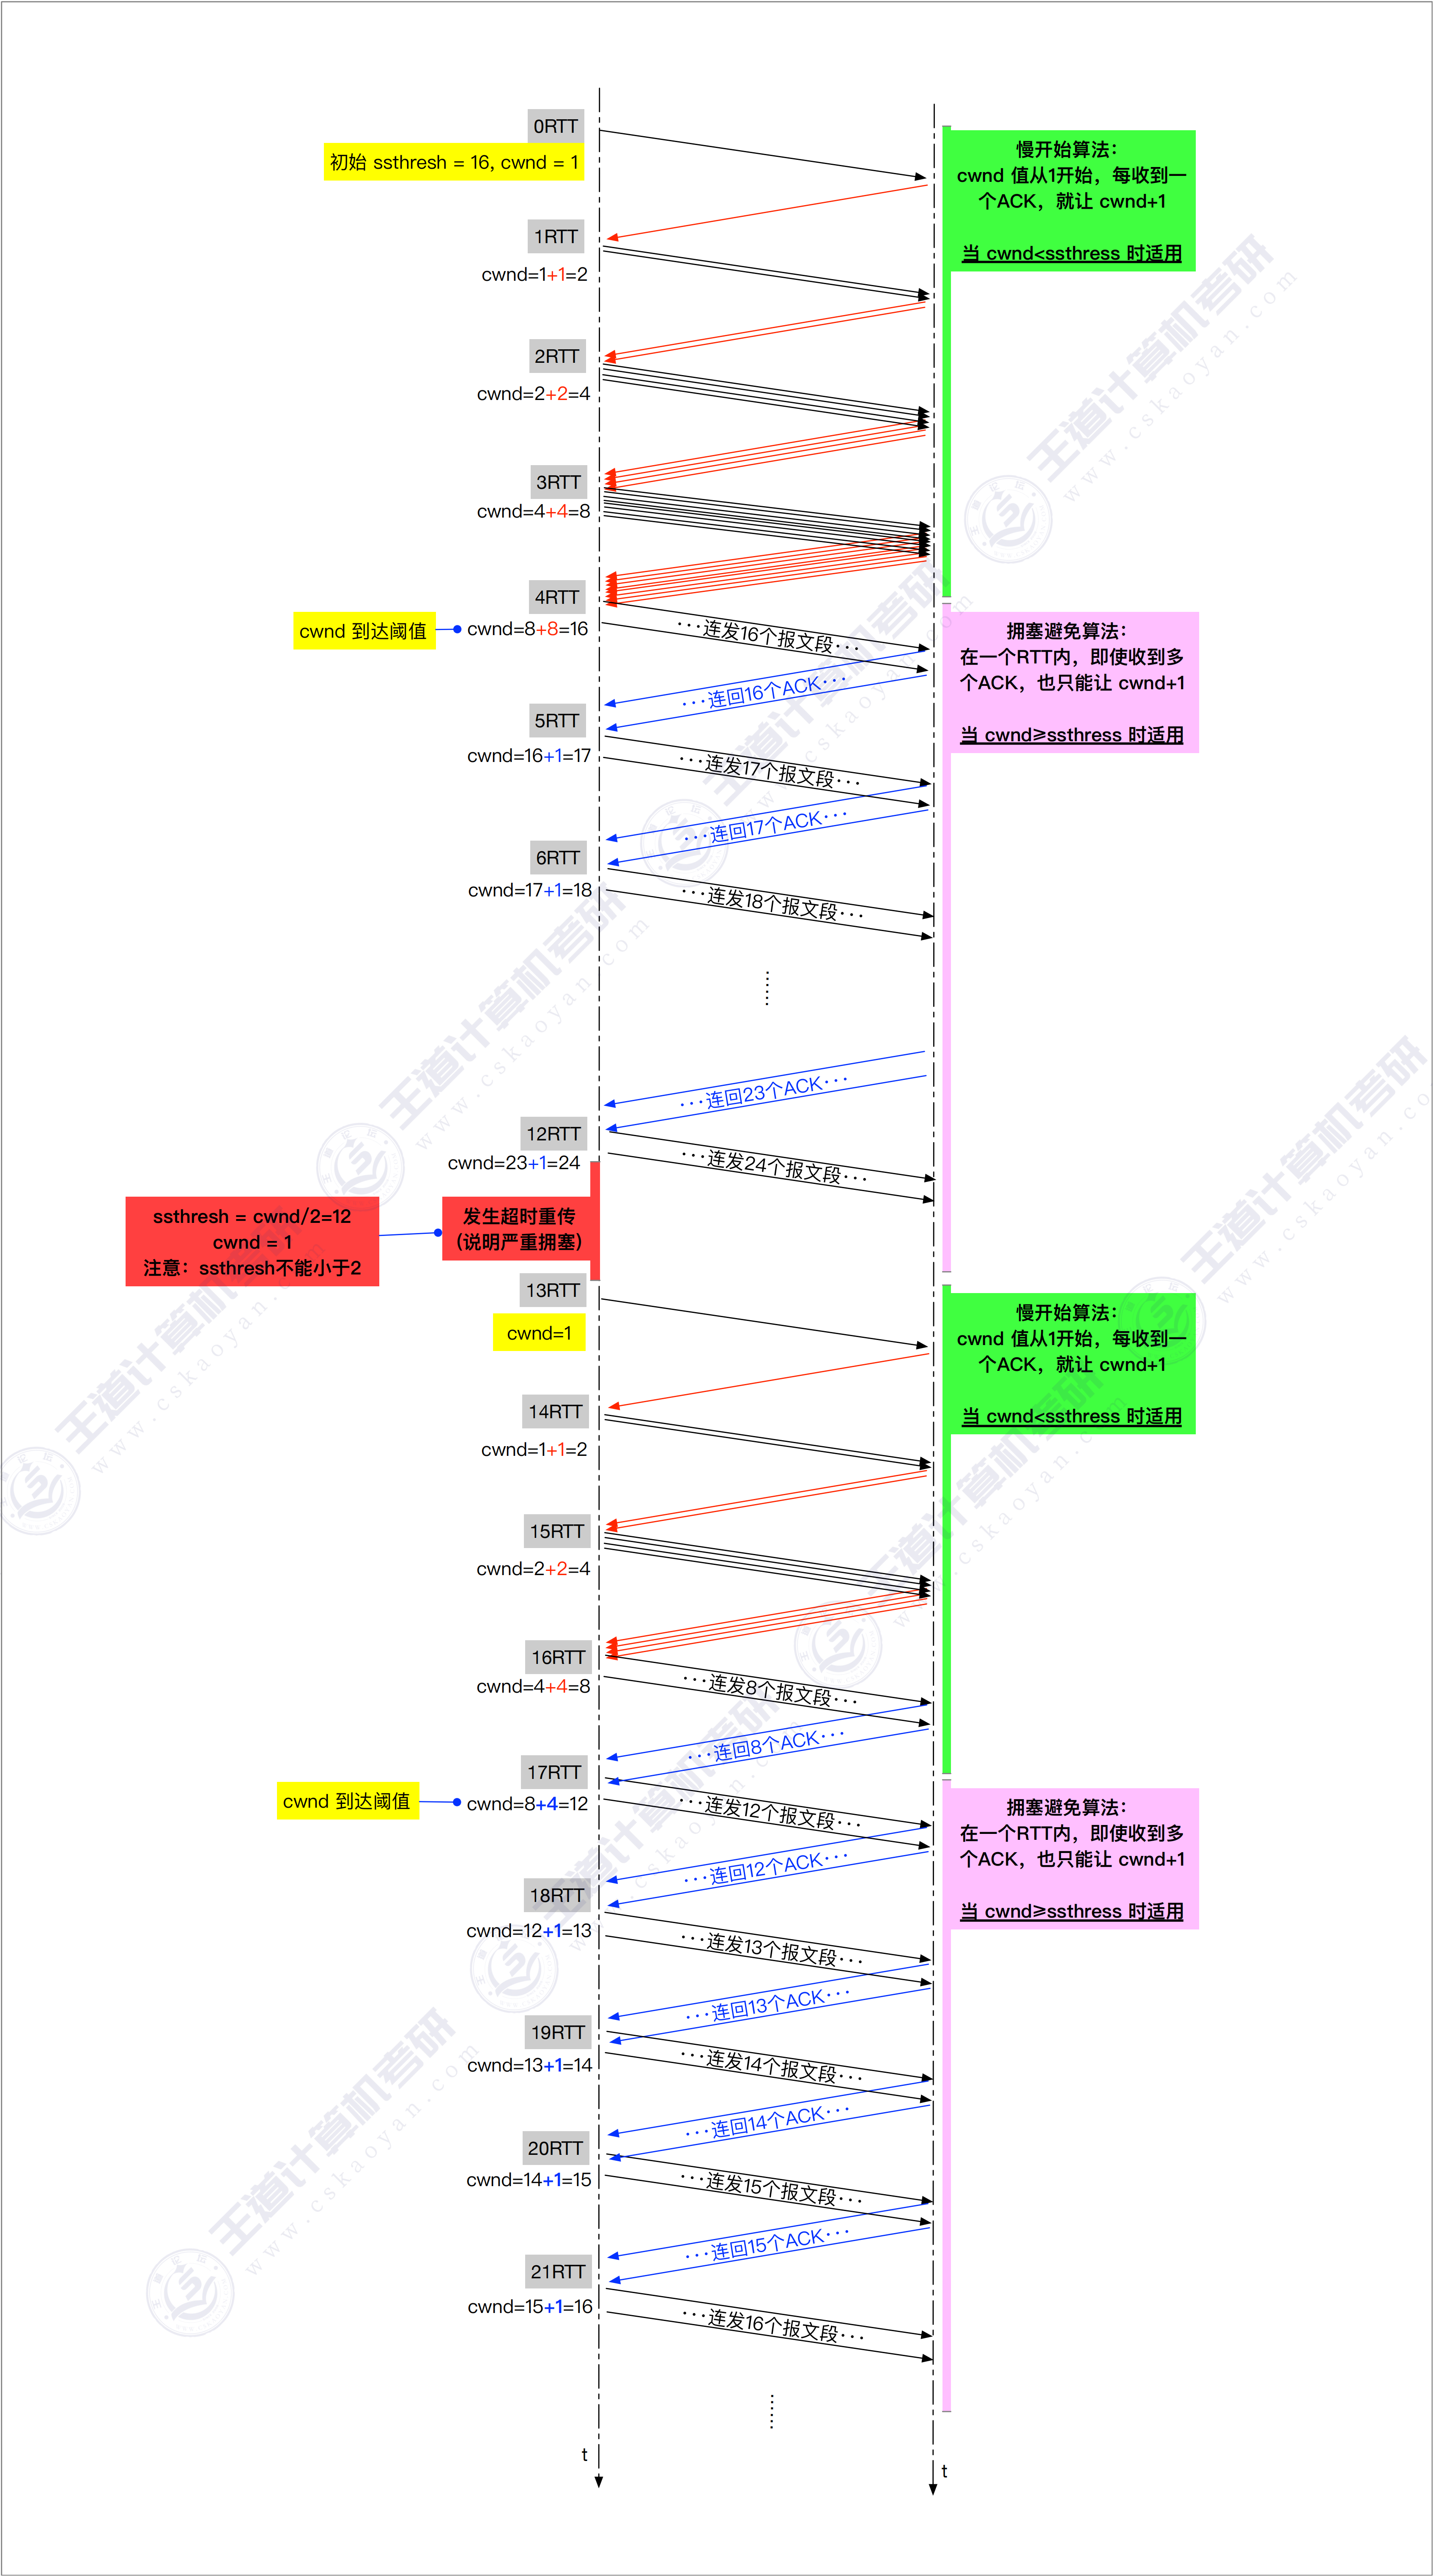 0RTT
初始 ssthresh = 16, cwnd = 1
慢开始算法：
cwnd 值从1开始，每收到一
个ACK，就让 cwnd+1
当 cwnd<ssthress 时适用
1RTT
cwnd=1+1=2
2RTT
cwnd=2+2=4
3RTT
cwnd=4+4=8
4RTT
cwnd 到达阈值
cwnd=8+8=16
···连发16个报文段···
拥塞避免算法：
在一个RTT内，即使收到多
个ACK，也只能让 cwnd+1
当 cwnd≥ssthress 时适用
···连回16个ACK···
5RTT
cwnd=16+1=17
···连发17个报文段···
···连回17个ACK···
6RTT
cwnd=17+1=18
···连发18个报文段···
······
···连回23个ACK···
12RTT
cwnd=23+1=24
···连发24个报文段···
ssthresh = cwnd/2=12
cwnd = 1
注意：ssthresh不能小于2
发生超时重传
(说明严重拥塞)
13RTT
cwnd=1
慢开始算法：
cwnd 值从1开始，每收到一
个ACK，就让 cwnd+1
当 cwnd<ssthress 时适用
14RTT
cwnd=1+1=2
15RTT
cwnd=2+2=4
16RTT
cwnd=4+4=8
···连发8个报文段···
···连回8个ACK···
17RTT
cwnd 到达阈值
cwnd=8+4=12
···连发12个报文段···
拥塞避免算法：
在一个RTT内，即使收到多
个ACK，也只能让 cwnd+1
当 cwnd≥ssthress 时适用
···连回12个ACK···
18RTT
cwnd=12+1=13
···连发13个报文段···
···连回13个ACK···
19RTT
cwnd=13+1=14
···连发14个报文段···
···连回14个ACK···
20RTT
cwnd=14+1=15
···连发15个报文段···
···连回15个ACK···
21RTT
cwnd=15+1=16
···连发16个报文段···
······
t
t
王道计算机考研
www.cskaoyan.com